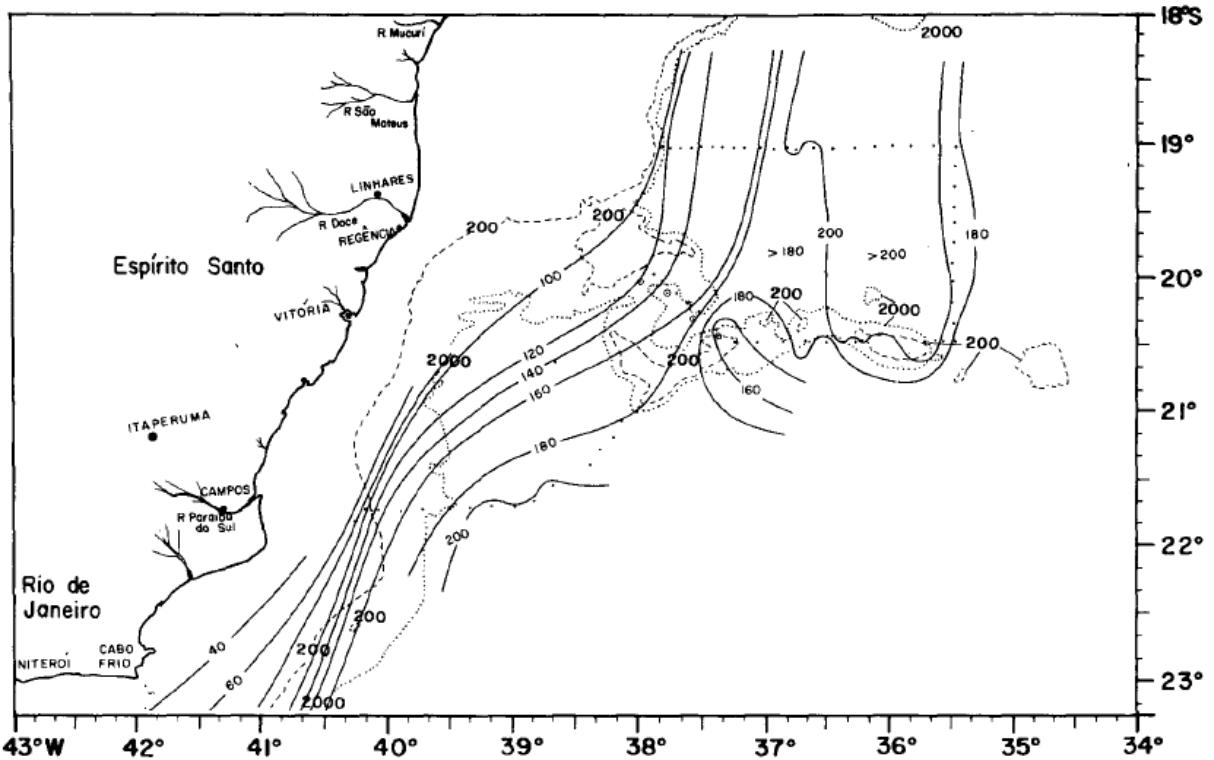 18°S
R Mucurí
2000
R São
Mateus
19°
LINHARES
R Doce
REGÊNCIA
200
200
180
200
>180
>200
Espírito Santo
100
20°
VITÓRIA
180
200
2000
120
2000
200
200
140
160
160
21°
ITAPERUMA
180
CAMPOS
R Paraíba
do Sul
200
22°
Rio de
Janeiro
200
40
200
CABO
FRIO
NITERÓI
60
23°
2000
43°W
42°
41°
40°
39°
38°
37°
36°
35°
34°